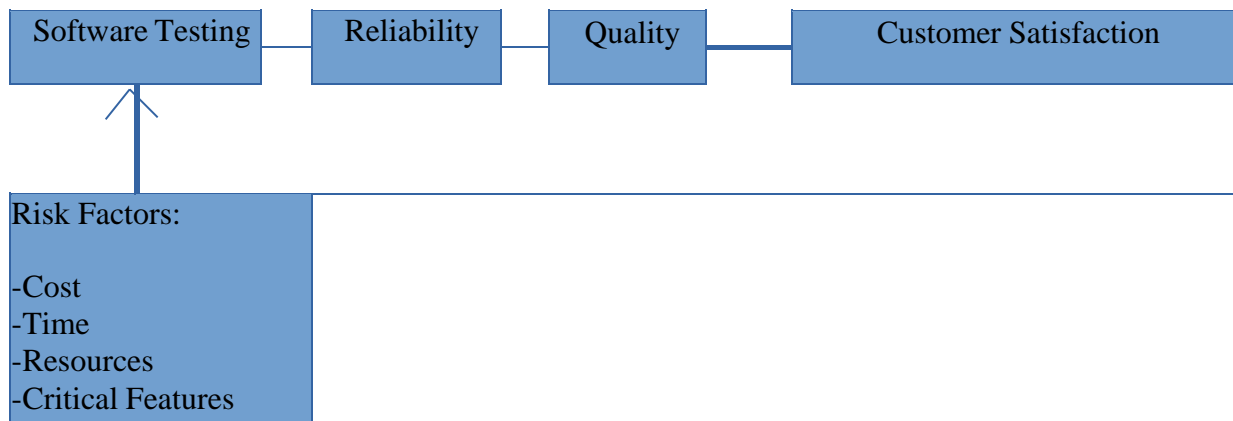 Software Testing
Reliability
Quality
Customer Satisfaction
Risk Factors:
-Cost
-Time
-Resources
-Critical Features